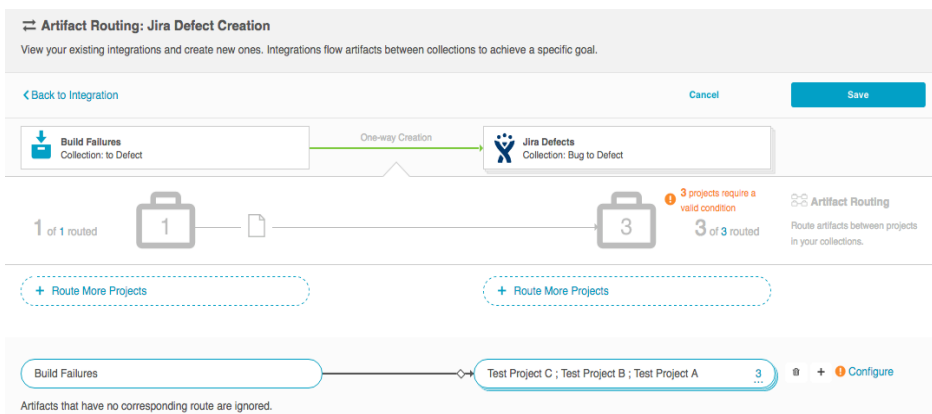 Artifact Routing: Jira Defect Creation
View your existing integrations and create new ones. Integrations flow artifacts between collections to achieve a specific goal.
Back to Integration
Cancel
Save
Build Failures
Collection: to Defect
One-way Creation
Jira Defects
Collection: Bug to Defect
1 of 1 routed
1
3
3 projects require a
valid condition
3 of 3 routed
Artifact Routing
Route artifacts between projects
in your collections.
+ Route More Projects
+ Route More Projects
Build Failures
Test Project C ; Test Project B ; Test Project A 3
+ Configure
Artifacts that have no corresponding route are ignored.